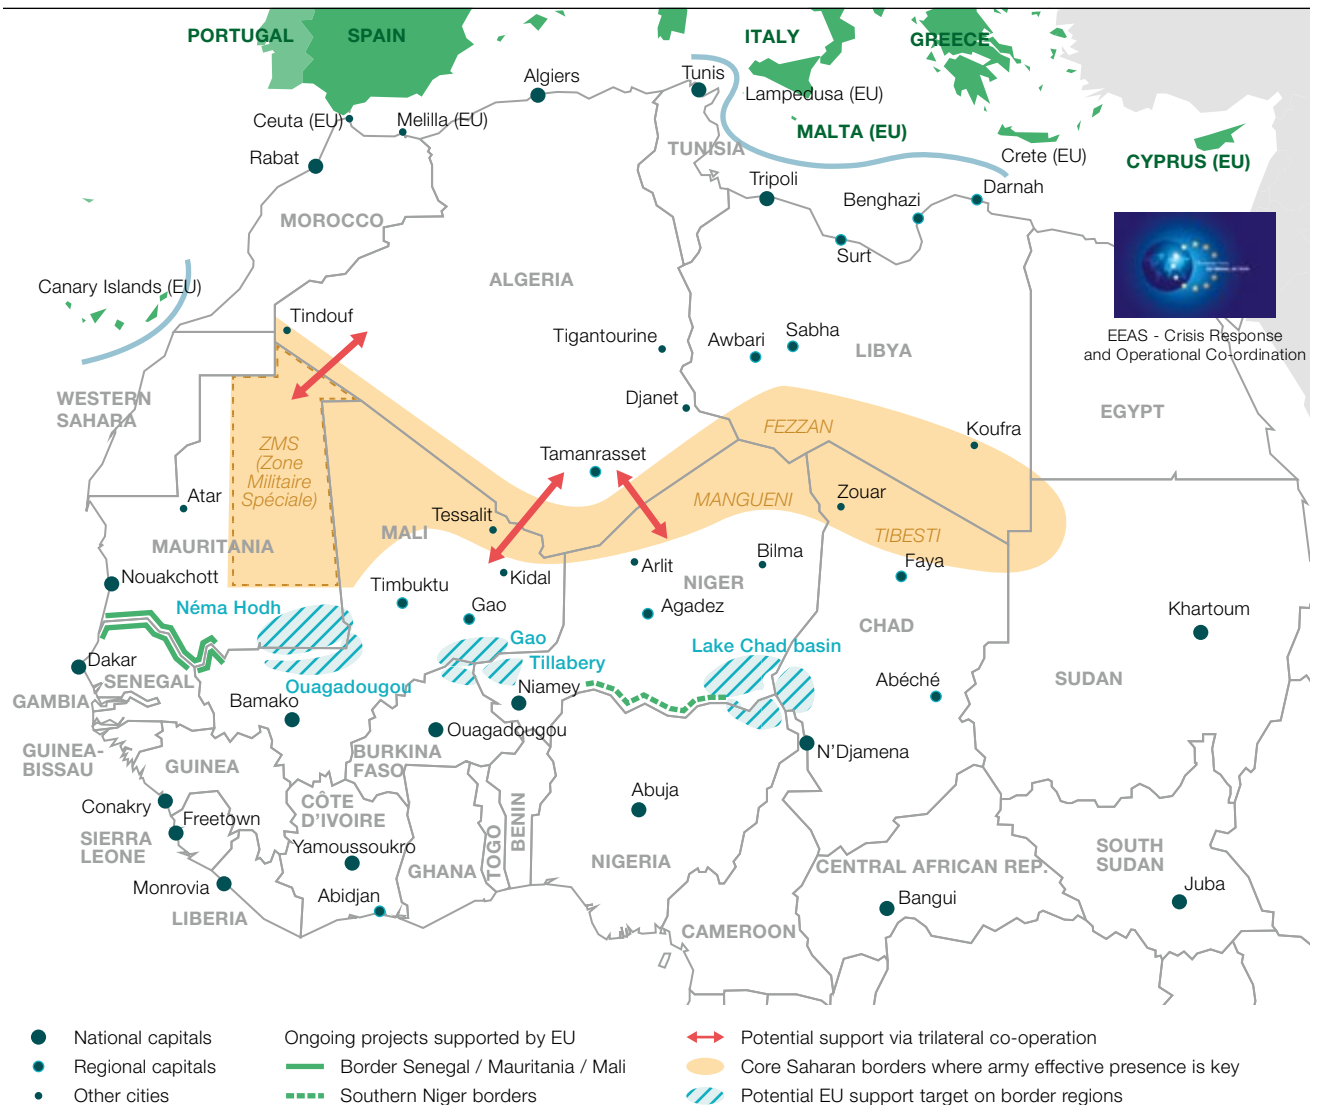 PORTUGAL
SPAIN
ITALY
GREECE
Algiers
Tunis
Lampedusa (EU)
Ceuta (EU)
Melilla (EU)
MALTA (EU)
Rabat
TUNISIA
Crete (EU)
CYPRUS (EU)
Tripoli
Darnah
Benghazi
MOROCCO
Surt
ALGERIA
Canary Islands (EU)
Tindouf
Tigantourine
Awbari
Sabha
LIBYA
EEAS - Crisis Response
and Operational Co-ordination
WESTERN
SAHARA
Djanet
EGYPT
FEZZAN
Koufra
ZMS
(Zone
Militaire
Spéciale)
Tamanrasset
Atar
MANGUENI
Zouar
Tessalit
MALI
TIBESTI
MAURITANIA
Bilma
Faya
Arlit
Nouakchott
Kidal
NIGER
Timbuktu
Néma Hodh
Gao
Agadez
Khartoum
CHAD
Gao
Lake Chad basin
Dakar
Tillabery
SENEGAL
Ouagadougou
Niamey
Abéché
SUDAN
GAMBIA
Bamako
Ouagadougou
GUINEA-
BISSAU
GUINEA
BURKINA
FASO
N'Djamena
Conakry
CÔTE
D'IVOIRE
Abuja
Freetown
SIERRA
LEONE
Yamoussoukro
TOGO
BENIN
SOUTH
SUDAN
GHANA
NIGERIA
CENTRAL AFRICAN REP.
Monrovia
Abidjan
Juba
Bangui
LIBERIA
CAMEROON
National capitals
Regional capitals
Other cities
Ongoing projects supported by EU
Border Senegal / Mauritania / Mali
Southern Niger borders
Potential support via trilateral co-operation
Core Saharan borders where army effective presence is key
Potential EU support target on border regions